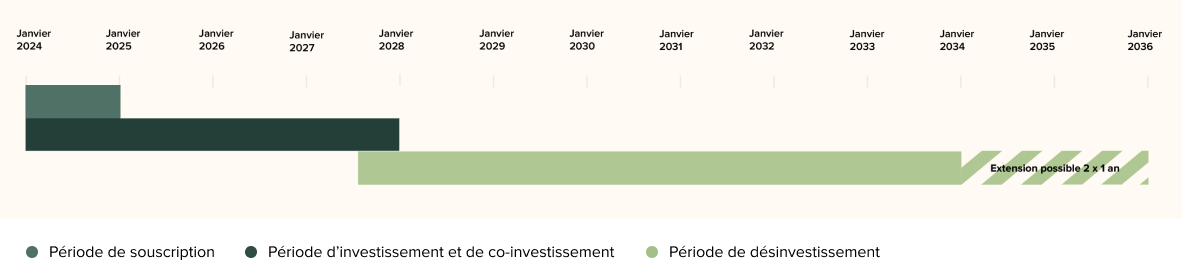 Janvier 2024
Janvier 2025
Janvier 2026
Janvier 2027
Janvier 2028
Janvier 2029
Janvier 2030
Janvier 2031
Janvier 2032
Janvier 2033
Janvier 2034
Janvier 2035
Janvier 2036
Extension possible 2 x 1 an
Période de souscription
Période d’investissement et de co-investissement
Période de désinvestissement